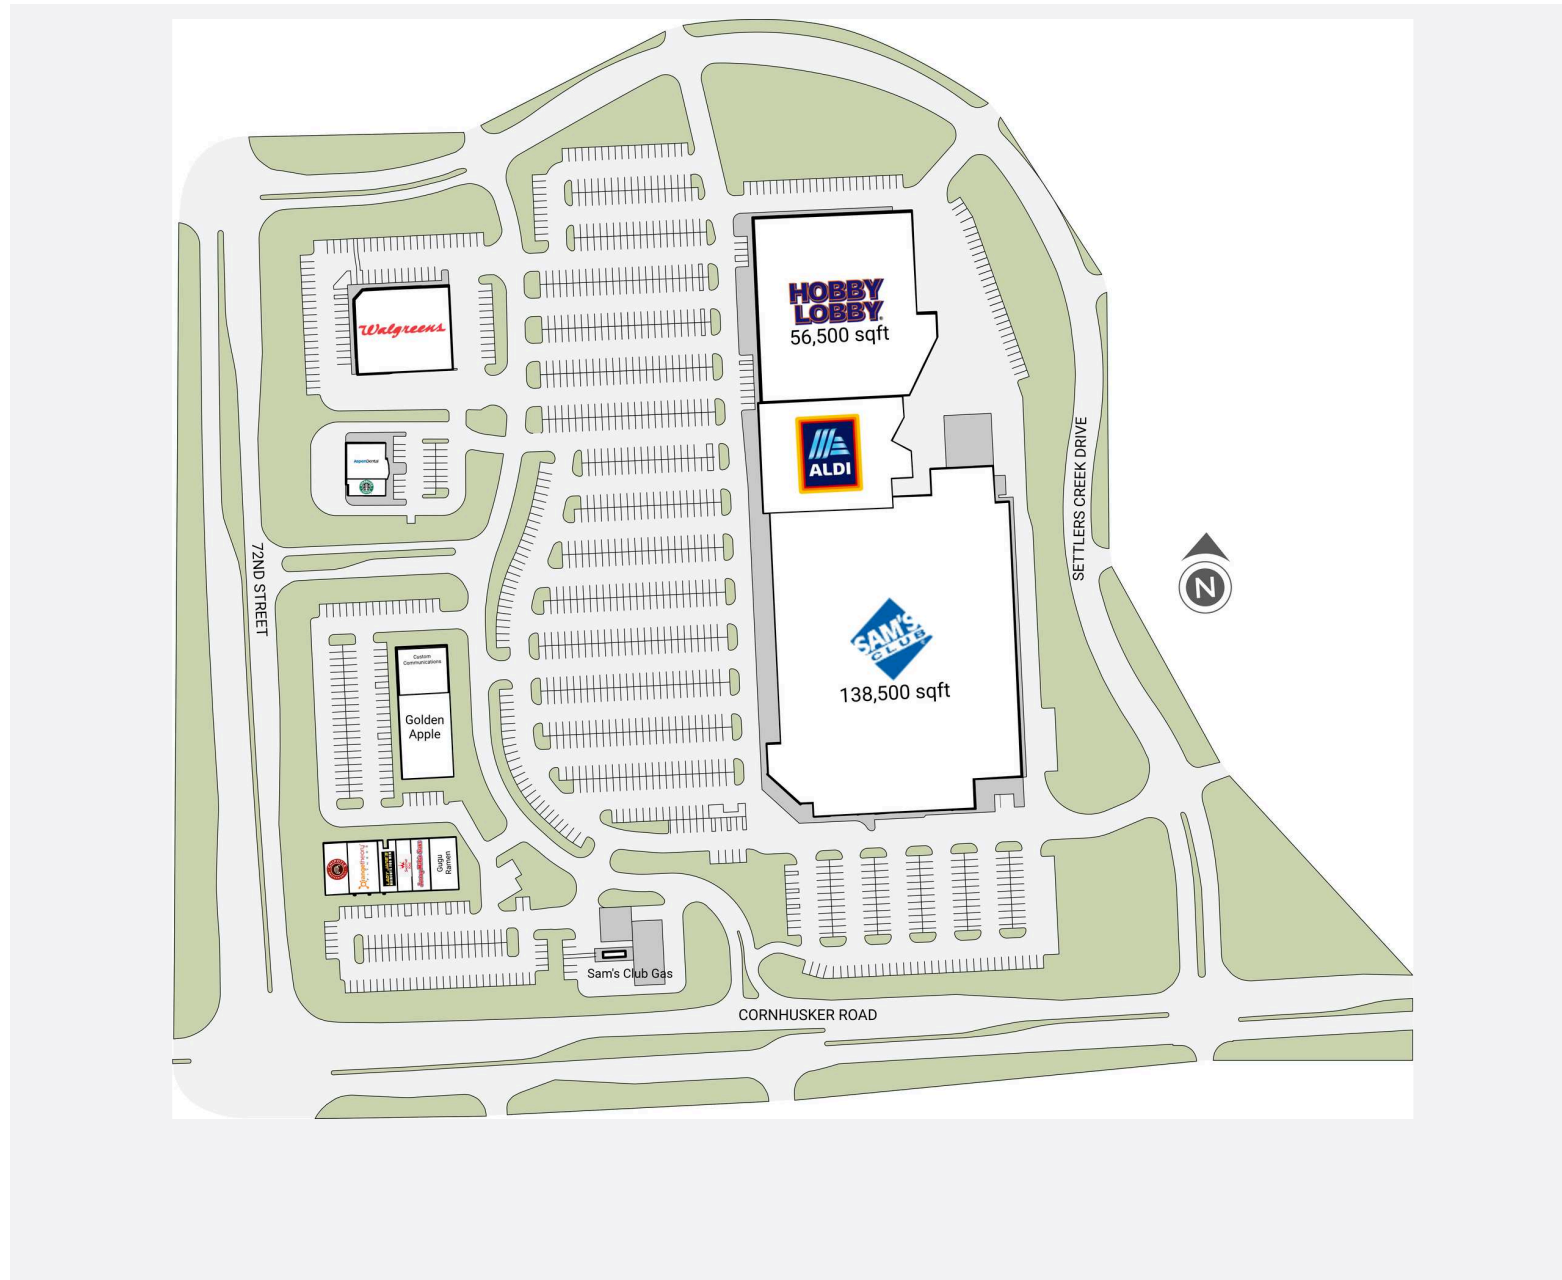 HOBBY
LOBBY
56,500 sqft
Walgreens
ALDI
AspenDental
72ND STREET
SETTLERS CREEK DRIVE
N
SAM'S
CLUB
138,500 sqft
Custom
Communications
Golden
Apple
Gugu
Ramen
Sam's Club Gas
CORNHUSKER ROAD